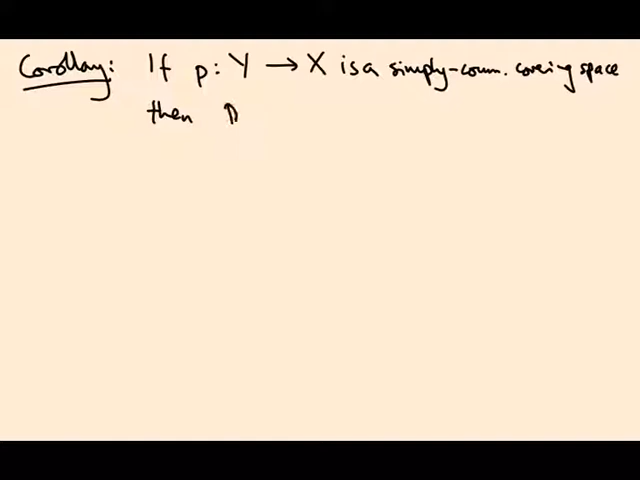 Corollary: If p: Y → X is a simply-conn. covering space
then